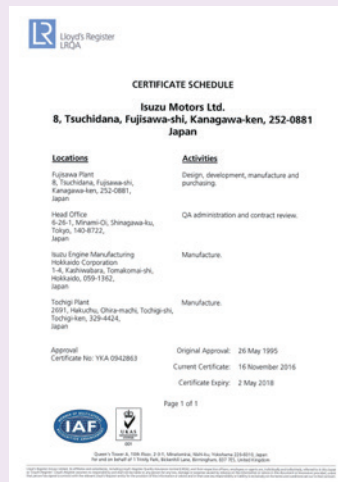 Lloyd's Register
LRQA
CERTIFICATE SCHEDULE
Isuzu Motors Ltd.
8, Tsuchidana, Fujisawa-shi, Kanagawa-ken, 252-0881
Japan
Locations
Activities
Fujisawa Plant
8, Tsuchidana, Fujisawa-shi,
Kanagawa-ken, 252-0881,
Japan
Design, development, manufacture and
purchasing.
Head Office
6-26-1, Minami-Oi, Shinagawa-ku,
Tokyo, 140-8722,
Japan
QA administration and contract review.
Isuzu Engine Manufacturing
Hokkaido Corporation
1-4, Kashiwabara, Tomakomai-shi,
Hokkaido, 059-1362,
Japan
Manufacture.
Tochigi Plant
2691, Hakuchu, Ohira-machi, Tochigi-shi,
Tochigi-ken, 329-4424,
Japan
Manufacture.
Approval
Certificate No: YKA 0942863
Original Approval: 26 May 1995
Current Certificate: 16 November 2016
Certificate Expiry: 2 May 2018
Page 1 of 1
IAF
UKAS